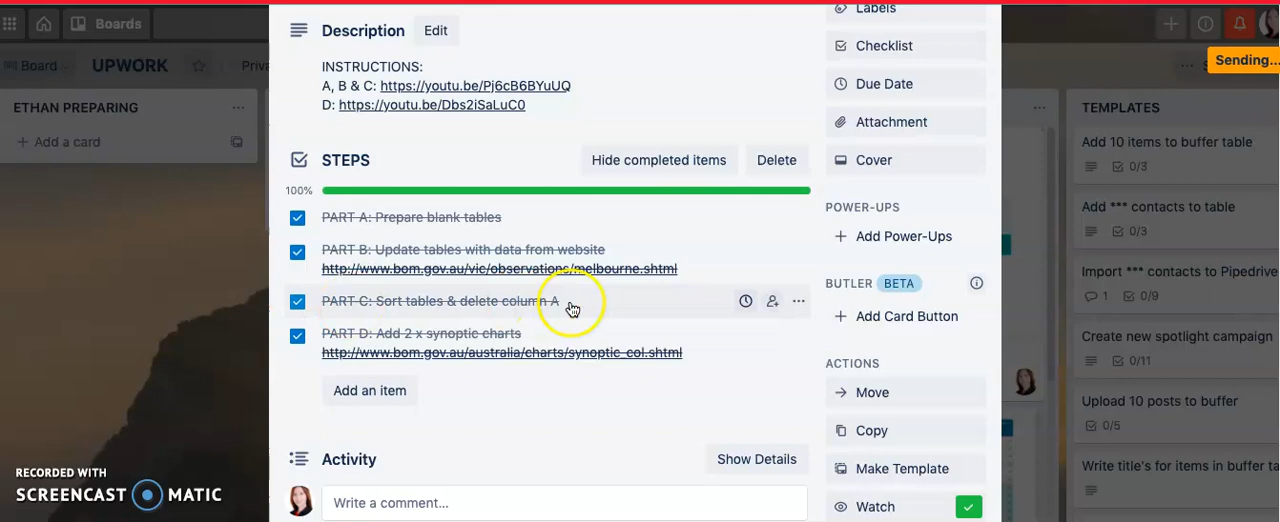 Boards
Board
UPWORK
Priva
ETHAN PREPARING
+ Add a card
Description
Edit
INSTRUCTIONS:
A, B & C: https://youtu.be/Pj6cB6BYuUQ
D: https://youtu.be/Dbs2iSaLuC0
STEPS
Hide completed items
Delete
100%
PART A: Prepare blank tables
PART B: Update tables with data from website
http://www.bom.gov.au/vic/observations/melbourne.shtml
PART C: Sort tables & delete column A
PART D: Add 2 x synoptic charts
http://www.bom.gov.au/australia/charts/synoptic_col.shtml
Add an item
Activity
Show Details
Write a comment...
Labels
Checklist
Due Date
Attachment
Cover
POWER-UPS
+ Add Power-Ups
BUTLER BETA
+ Add Card Button
ACTIONS
→ Move
Copy
Make Template
Watch
Sending...
TEMPLATES
Add 10 items to buffer table
0/3
Add *** contacts to table
0/3
Import *** contacts to Pipedrive
1 0/9
Create new spotlight campaign
0/11
Upload 10 posts to buffer
0/5
Write title's for items in buffer ta
RECORDED WITH
SCREENCAST MATIC